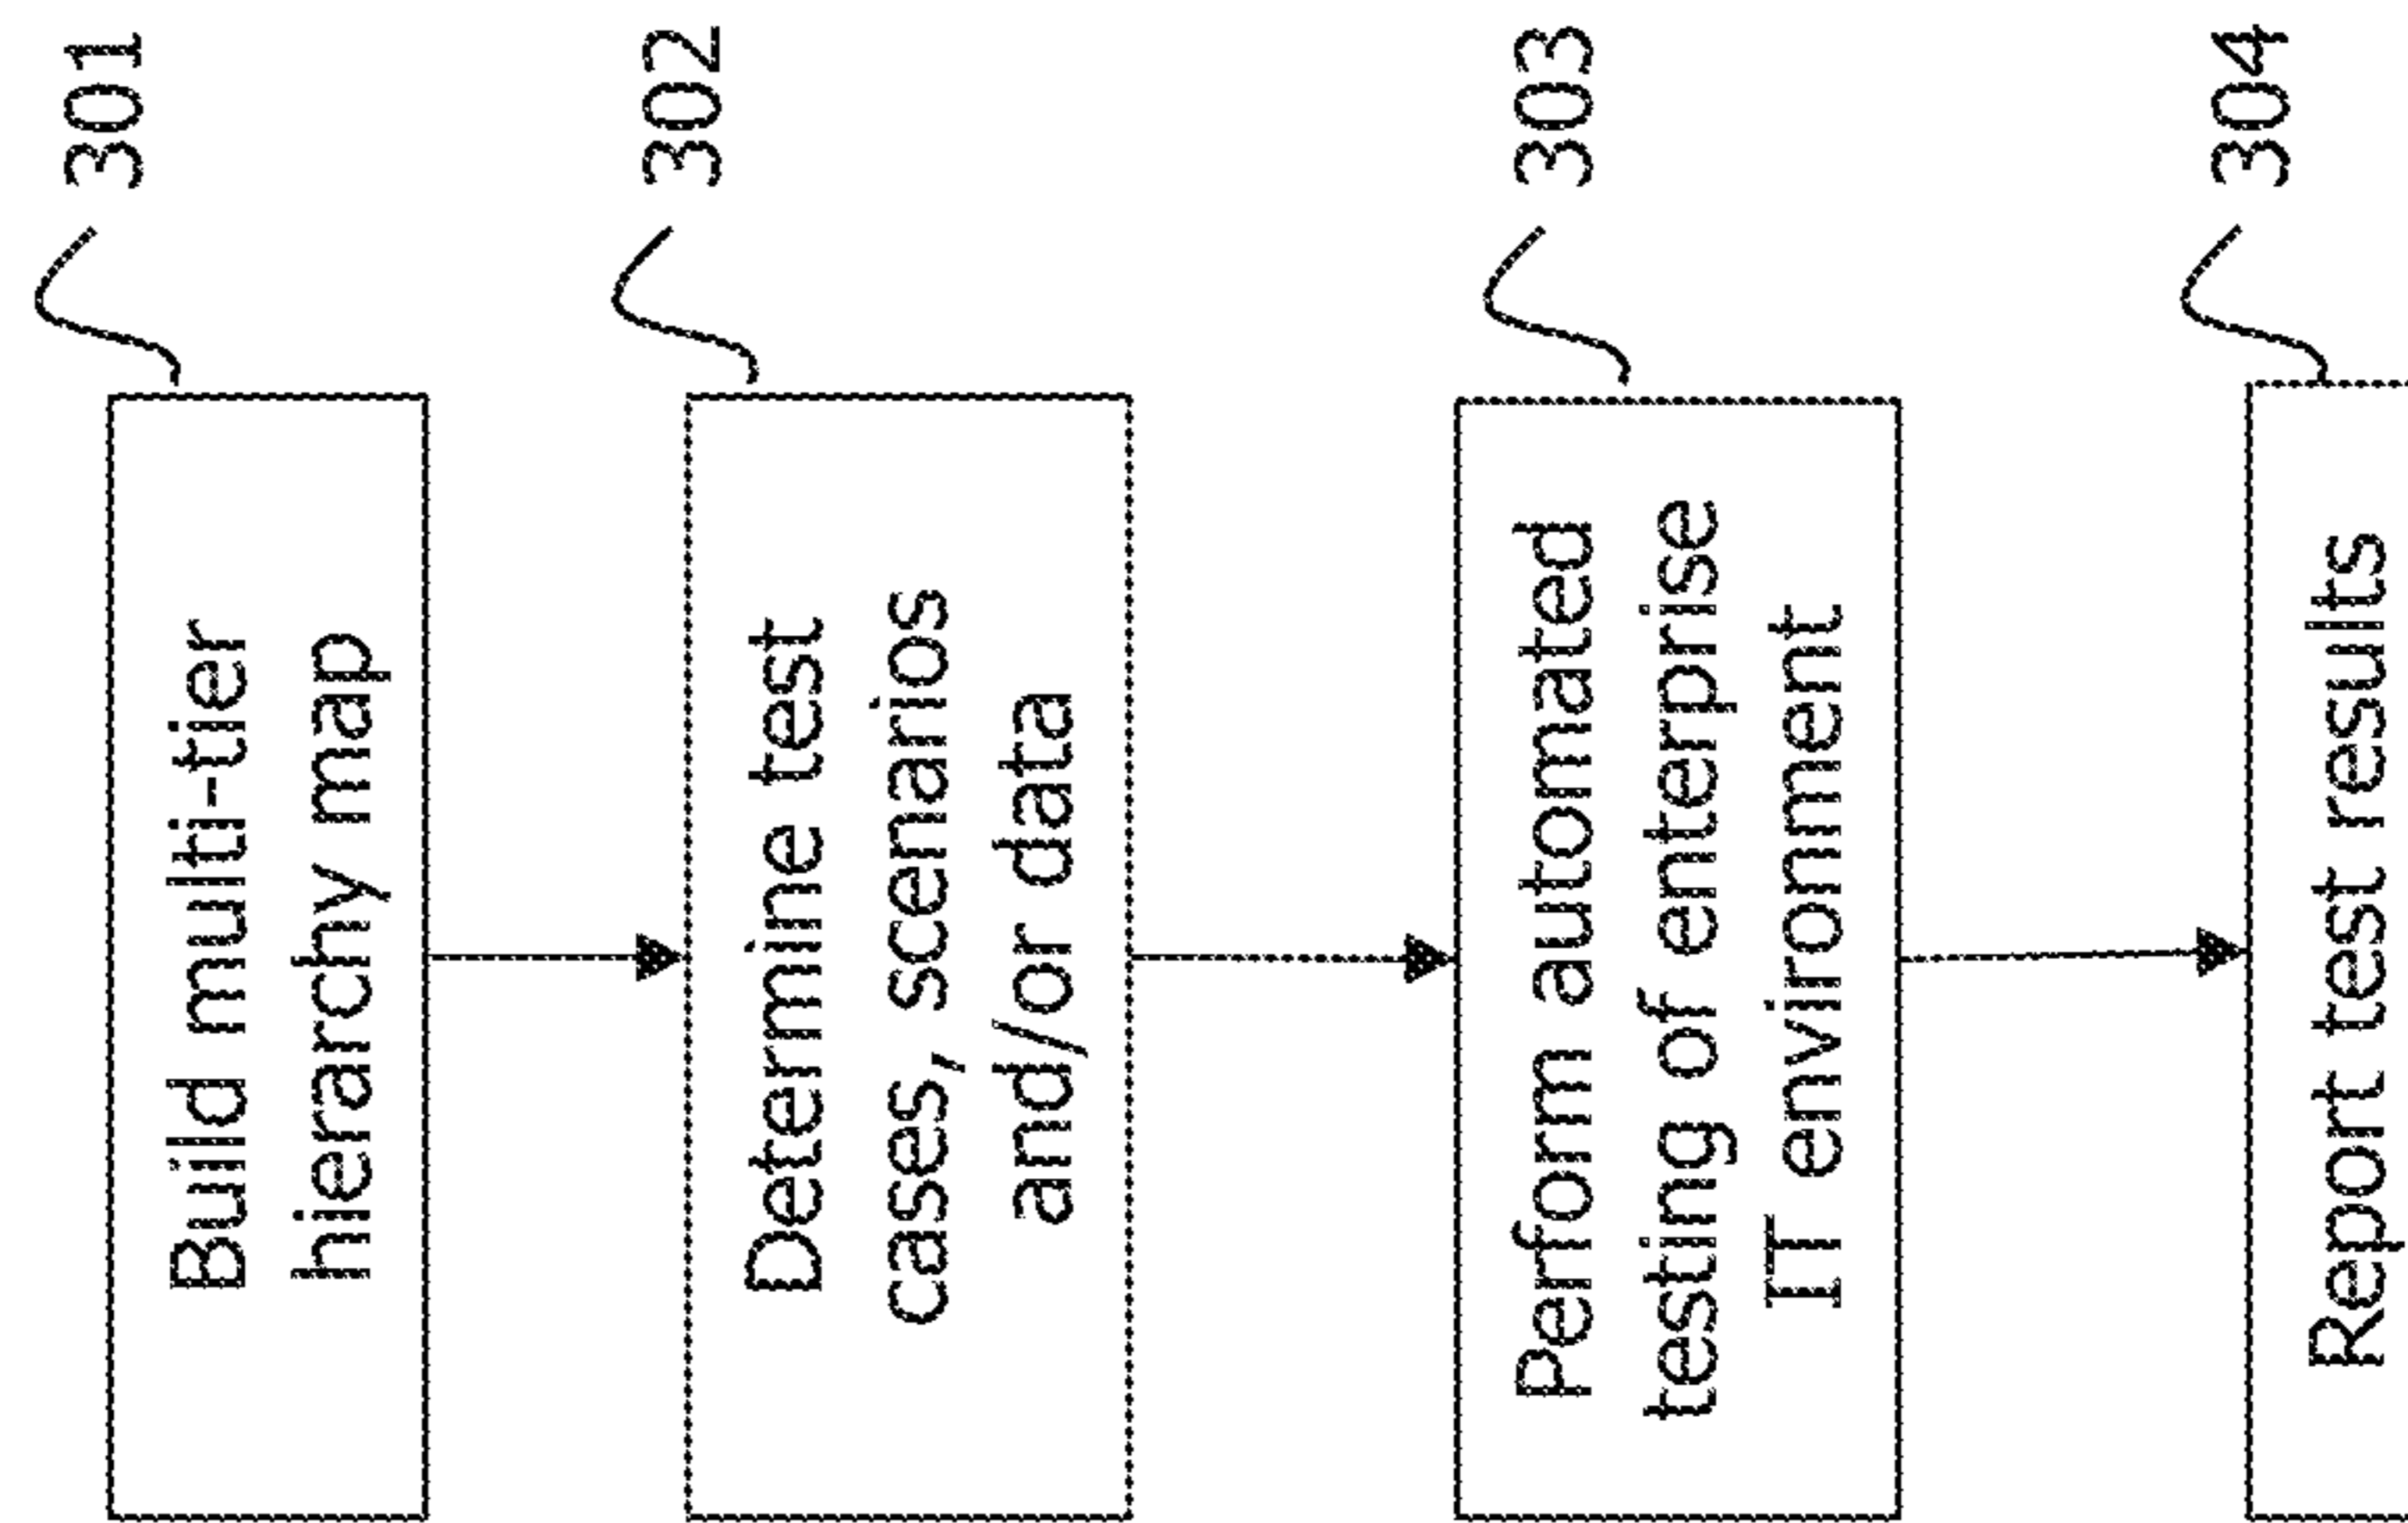 Build multi-tier
hierarchy map
301
Determine test
cases, scenarios
and/or data
302
Perform automated
testing of enterprise
IT environment
303
Report test results
304